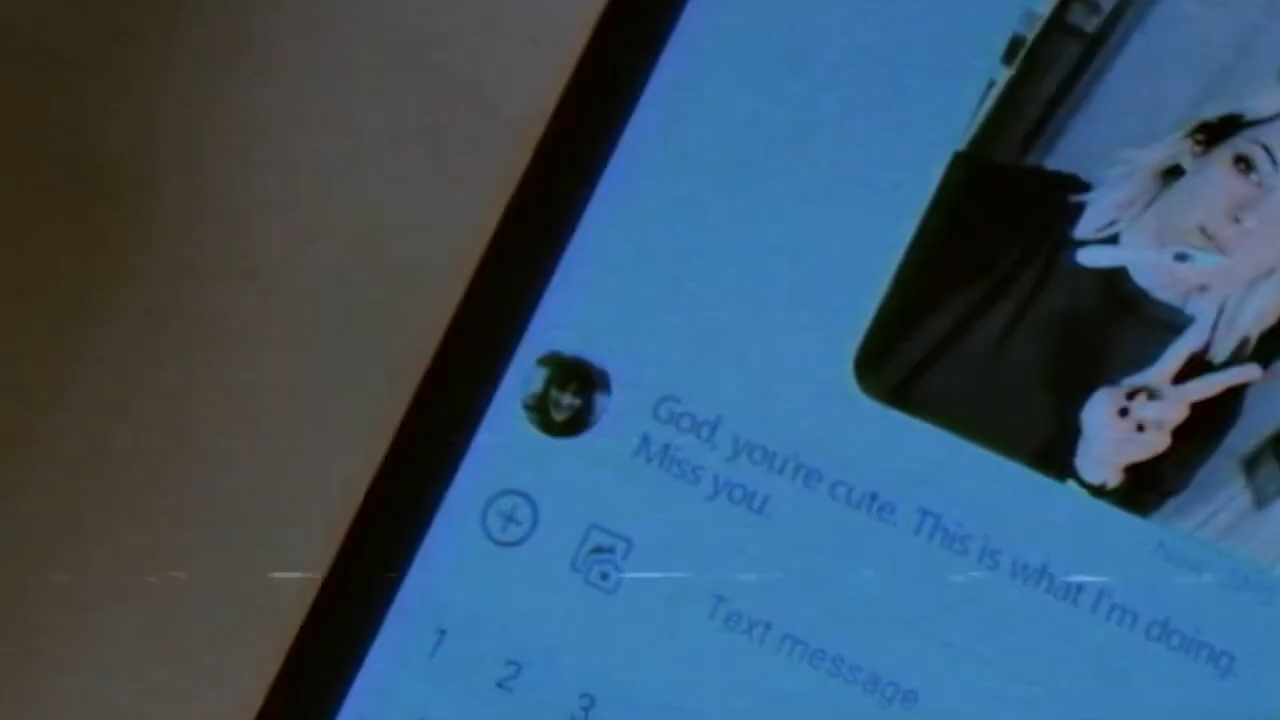 God, you're cute. This is what I'm doing.
Miss you.
Text message
1 2 3